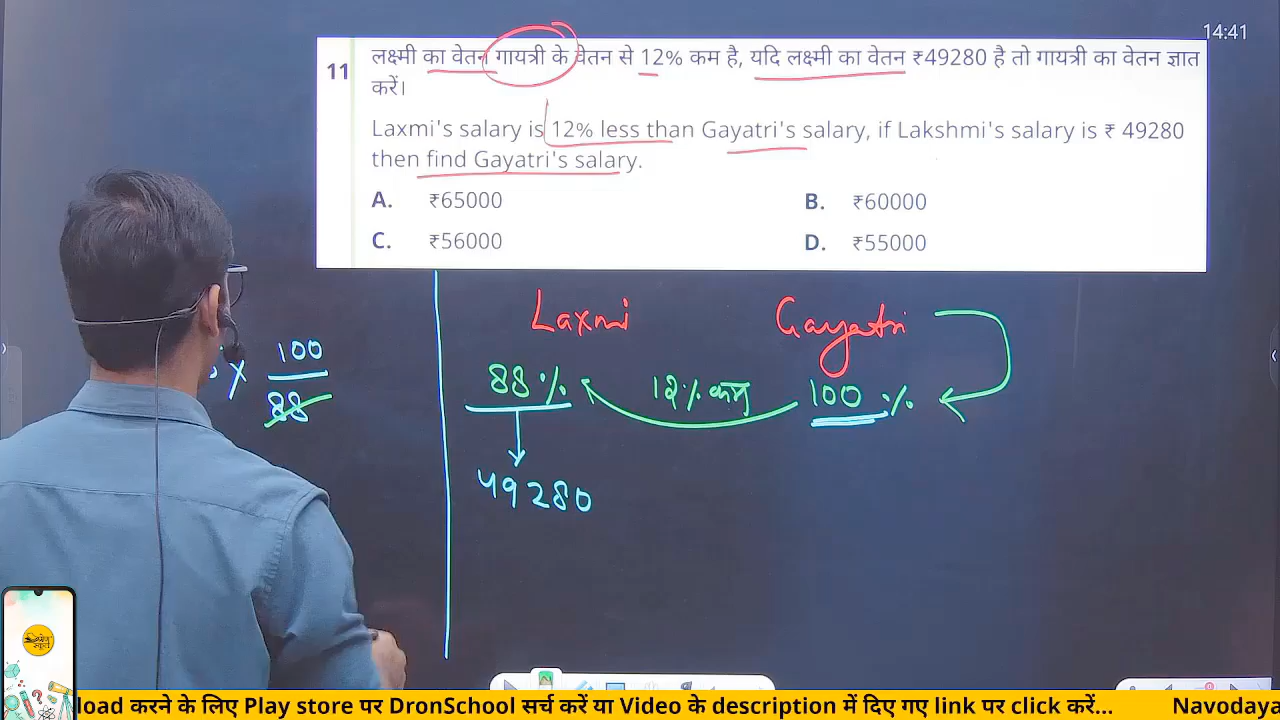 14:41
11
लक्ष्मी का वेतन गायत्री के वेतन से 12% कम है, यदि लक्ष्मी का वेतन ₹49280 है तो गायत्री का वेतन ज्ञात
करें।
Laxmi's salary is 12% less than Gayatri's salary, if Lakshmi's salary is ₹ 49280
then find Gayatri's salary.
A. ₹65000
B. ₹60000
C. ₹56000
D. ₹55000
Laxmi Gayatri
88% 12% कम 100%
49280
× 100
88
load करने के लिए Play store पर DronSchool सर्च करें या Video के description में दिए गए link पर click करें... Navodaya